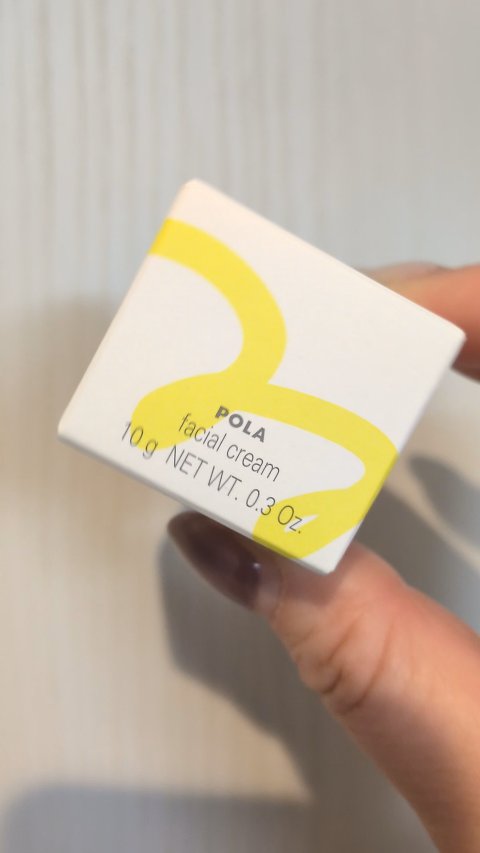 POLA
facial cream
10 g NET WT. 0.3 Oz.